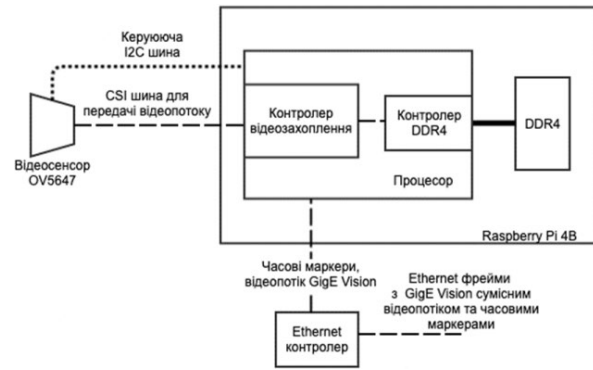 Керуюча
I2C шина
CSI шина для
передачі відеопотоку
Відеосенсор
OV5647
Контролер
відеозахоплення
Контролер
DDR4
DDR4
Процесор
Raspberry Pi 4B
Часові маркери,
відеопотік GigE Vision
Ethernet фрейми
з GigE Vision сумісним
відеопотіком та часовими
маркерами
Ethernet
контролер